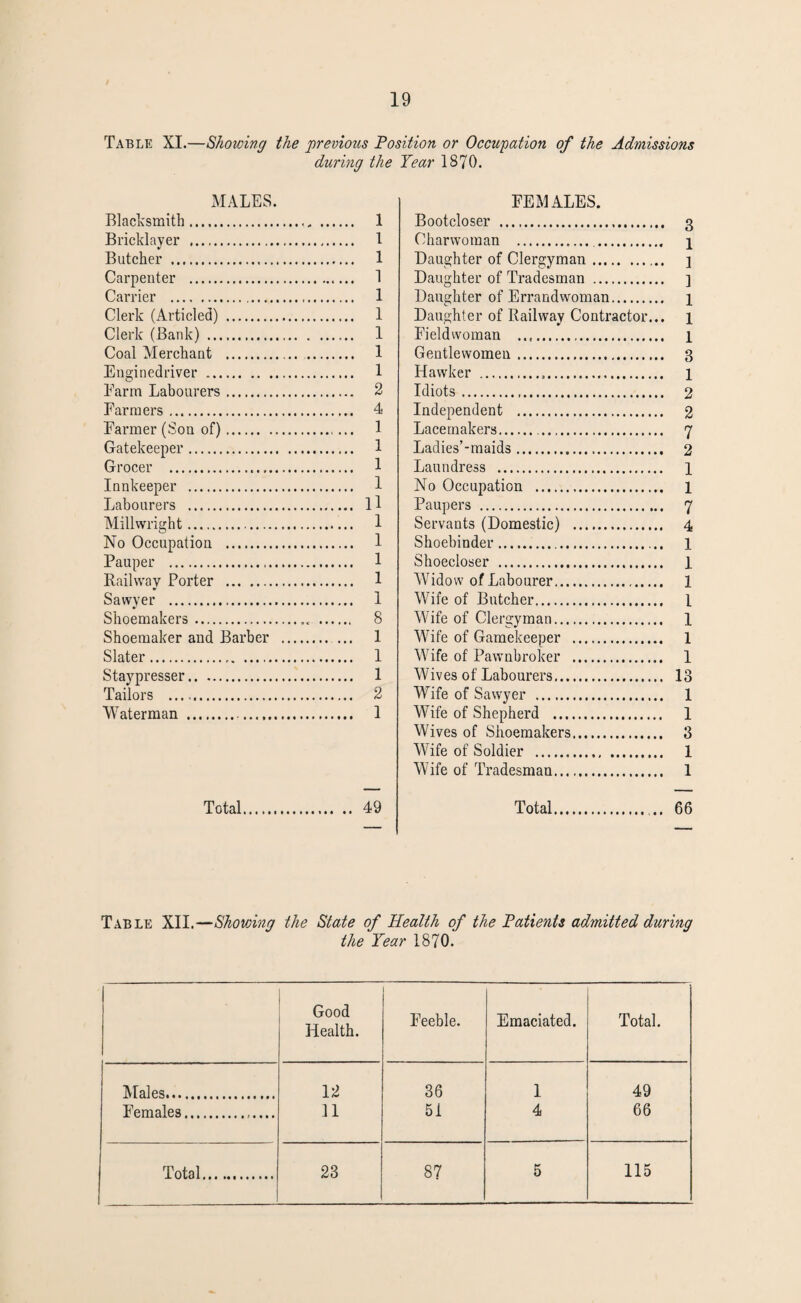 19
Table XI.—Showing the previous Position or Occupation of the Admissions
during the Year 1870.
MALES.
Blacksmith ........................ 1
Bricklayer ........................ 1
Butcher ........................ 1
Carpenter ........................ 1
Carrier ........................ 1
Clerk (Articled) ........................ 1
Clerk (Bank) ........................ 1
Coal Merchant ........................ 1
Enginedriver ........................ 1
Farm Labourers ........................ 2
Farmers ........................ 4
Farmer (Son of) ........................ 1
Gatekeeper ........................ 1
Grocer ........................ 1
Innkeeper ........................ 1
Labourers ........................ 11
Millwright ........................ 1
No Occupation ........................ 1
Pauper ........................ 1
Railway Porter ........................ 1
Sawyer ........................ 1
Shoemakers ........................ 8
Shoemaker and Barber ............ 1
Slater ........................ 1
Staypresser ........................ 1
Tailors ........................ 2
Waterman ........................ 1
Total .................. 49
FEMALES.
Bootcloser ........................ 3
Charwoman ........................ 1
Daughter of Clergyman ............ 1
Daughter of Tradesman ............ 1
Daughter of Errandwoman.......... 1
Daughter of Railway Contractor... 1
Fieldwoman ........................ 1
Gentlewomen ........................ 3
Hawker ........................ 1
Idiots ........................ 2
Independent ........................ 2
Lacemakers ........................ 7
Ladies'-maids ........................ 2
Laundress ........................ 1
No Occupation ........................ 1
Paupers ........................ 7
Servants (Domestic) ............... 4
Shoebinder ........................ 1
Shoecloser ........................ 1
Widow of Labourer .................. 1
Wife of Butcher ........................ 1
Wife of Clergyman .................. 1
Wife of Gamekeeper ............... 1
Wife of Pawnbroker ............... 1
Wives of Labourers .................. 13
Wife of Sawyer ........................ 1
Wife of Shepherd .................. 1
Wives of Shoemakers ............... 3
Wife of Soldier ........................ 1
Wife of Tradesman .................. 1
Total .................. 66
Table XII.—Showing the State of Health of the Patients admitted during
the Year 1870.
Good Health. Feeble. Emaciated. Total.
Males .................. 12 36 1 49
Females .................. 11 51 4 66
Total ............ 23 87 5 115